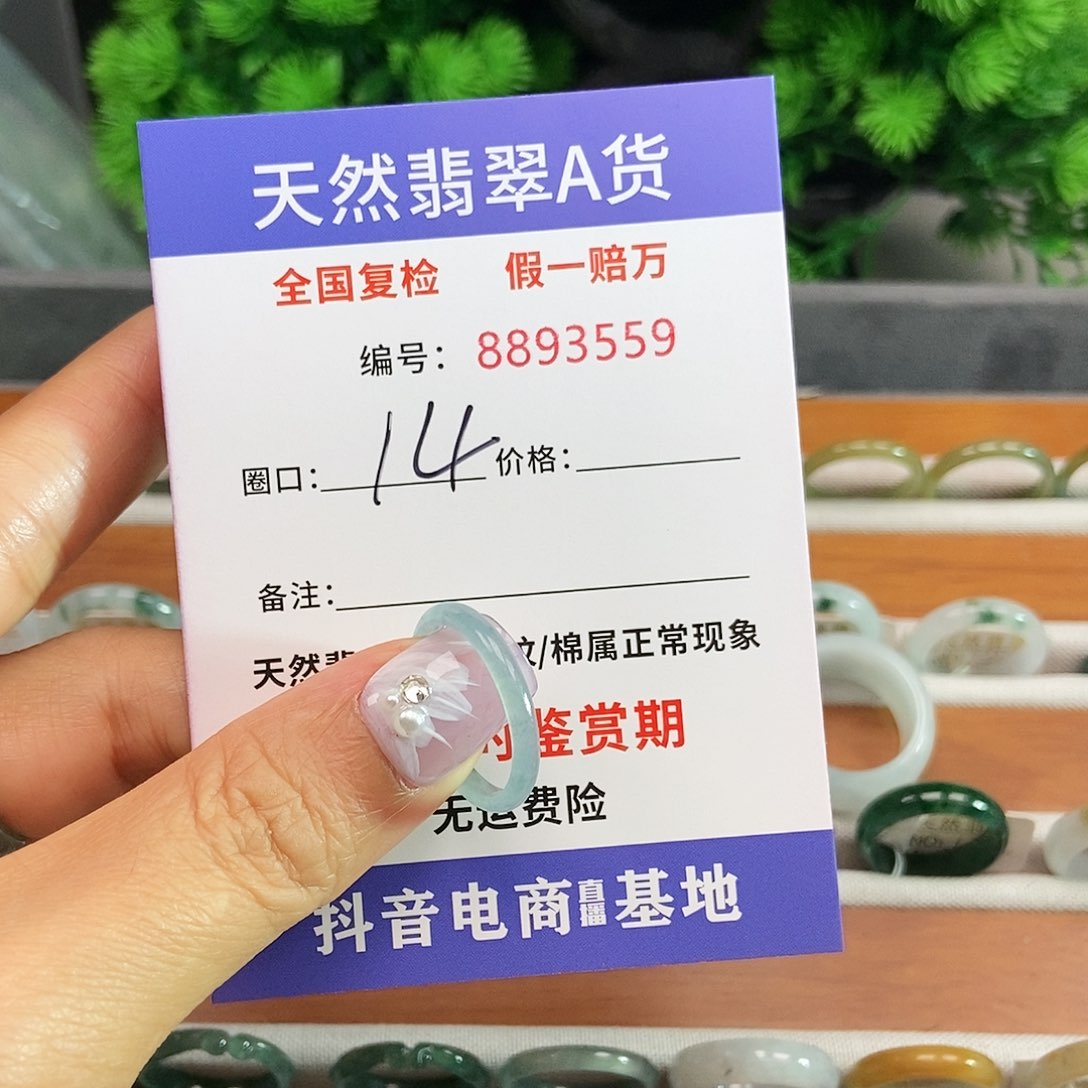 天然翡翠A货
全国复检 假一赔万
编号：8893559
圈口：14 价格：
备注：
天然 /棉属正常现象
鉴赏期
无运费险
抖音电商直播基地